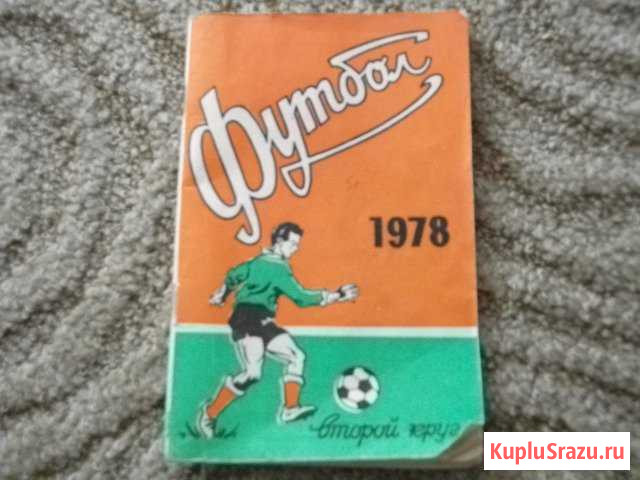 Футбол
1978
второй круг
KupluSrazu.ru